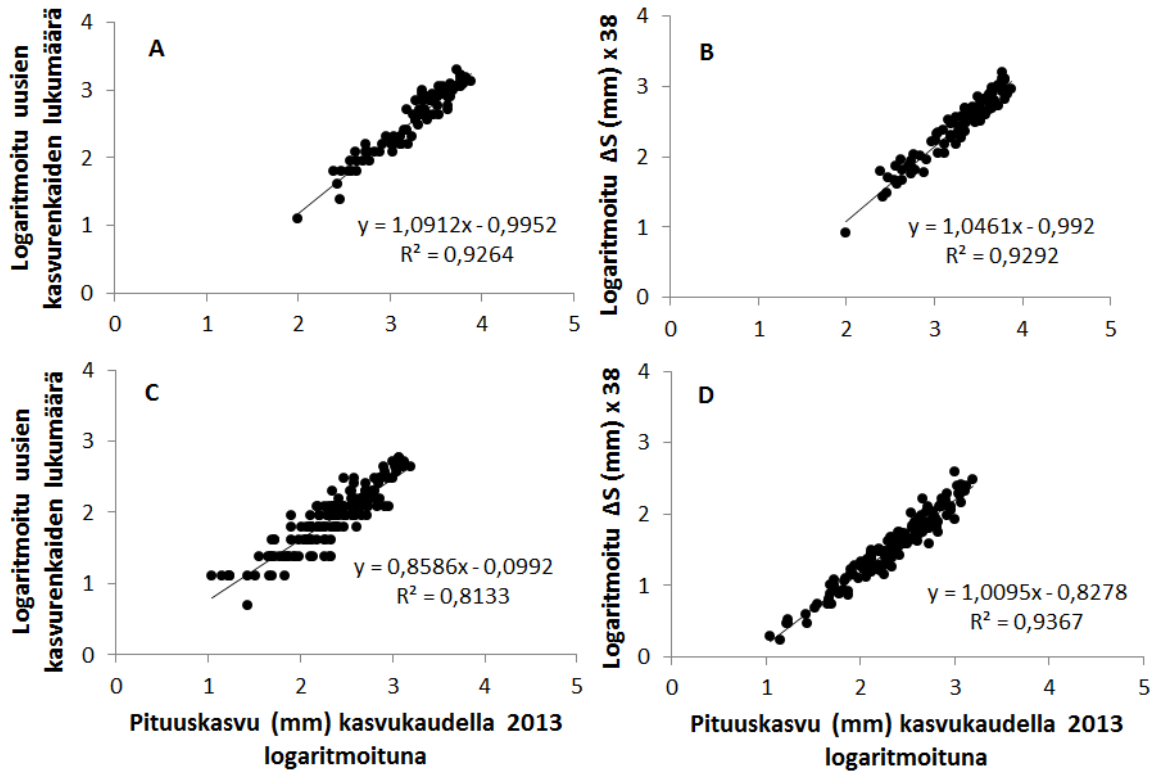 A
Logaritmoitu uusien
kasvurenkaiden lukumäärä
4
3
2
1
0
y = 1,0912x - 0,9952
R² = 0,9264
0 1 2 3 4 5
B
Logaritmoitu ΔS (mm) x 38
4
3
2
1
0
y = 1,0461x - 0,992
R² = 0,9292
0 1 2 3 4 5
C
Logaritmoitu uusien
kasvurenkaiden lukumäärä
4
3
2
1
0
y = 0,8586x - 0,0992
R² = 0,8133
0 1 2 3 4 5
Pituuskasvu (mm) kasvukaudella 2013
logaritmoituna
D
Logaritmoitu ΔS (mm) x 38
4
3
2
1
0
y = 1,0095x - 0,8278
R² = 0,9367
0 1 2 3 4 5
Pituuskasvu (mm) kasvukaudella 2013
logaritmoituna